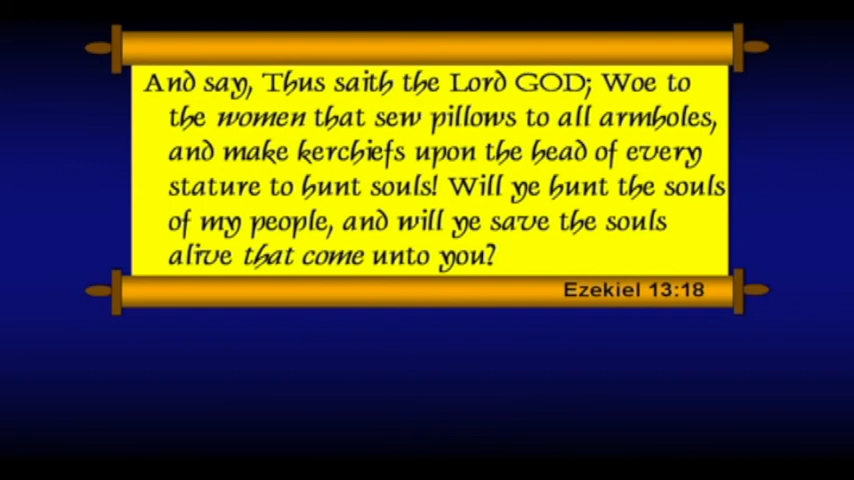 And say, Thus saith the Lord GOD; Woe to
the women that sew pillows to all armholes,
and make kerchiefs upon the head of every
stature to hunt souls! Will ye hunt the souls
of my people, and will ye save the souls
alive that come unto you?
Ezekiel 13:18